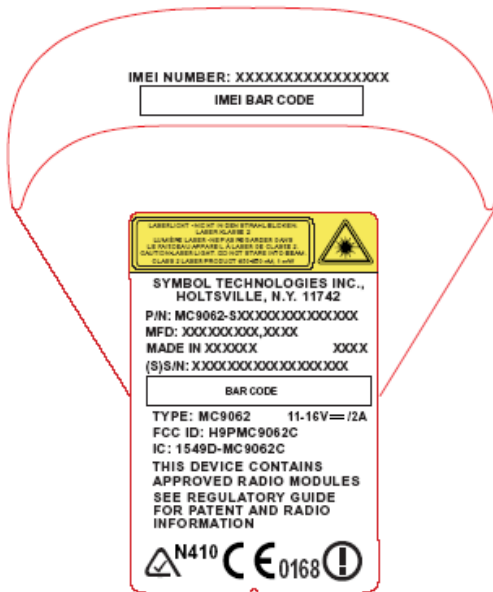 IMEI NUMBER: XXXXXXXXXXXXXXXX
IMEI BAR CODE
LASERLICHT - NICHT IN DEN STRAHL BLICKEN.
LASER KLASSE 2
LUMIÈRE LASER - NE PAS REGARDER DANS
LE FAISCEAU APPAREIL À LASER DE CLASSE 2.
CAUTION LASER LIGHT. DO NOT STARE INTO BEAM.
CLASS 2 LASER PRODUCT
SYMBOL TECHNOLOGIES INC.,
HOLTSVILLE, N.Y. 11742
P/N: MC9062-SXXXXXXXXXXXXXXX
MFD: XXXXXXXXX,XXXX
MADE IN XXXXXX XXXX
(S)S/N: XXXXXXXXXXXXXXXXXXX
BAR CODE
TYPE: MC9062 11-16V⎓/2A
FCC ID: H9PMC9062C
IC: 1549D-MC9062C
THIS DEVICE CONTAINS
APPROVED RADIO MODULES
SEE REGULATORY GUIDE
FOR PATENT AND RADIO
INFORMATION
N410 CE 0168